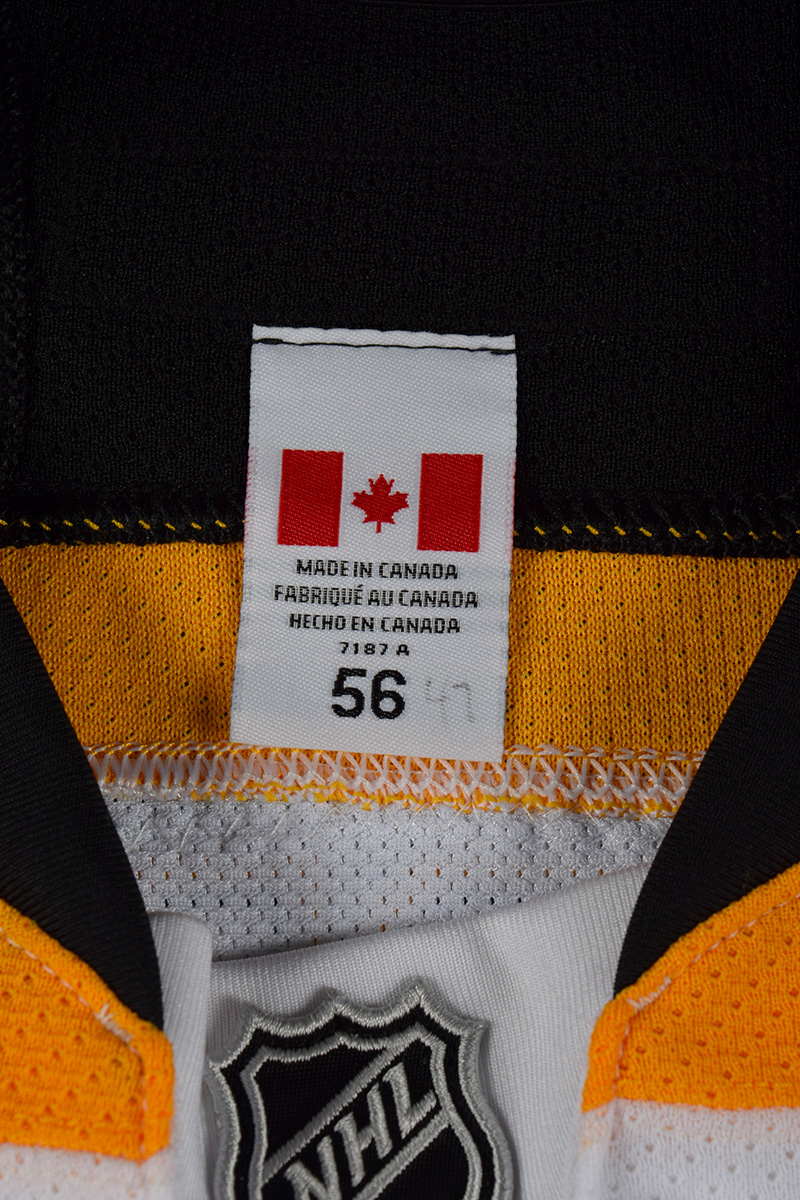 MADE IN CANADA
FABRIQUÉ AU CANADA
HECHO EN CANADA
7187 A
56 47
NHL